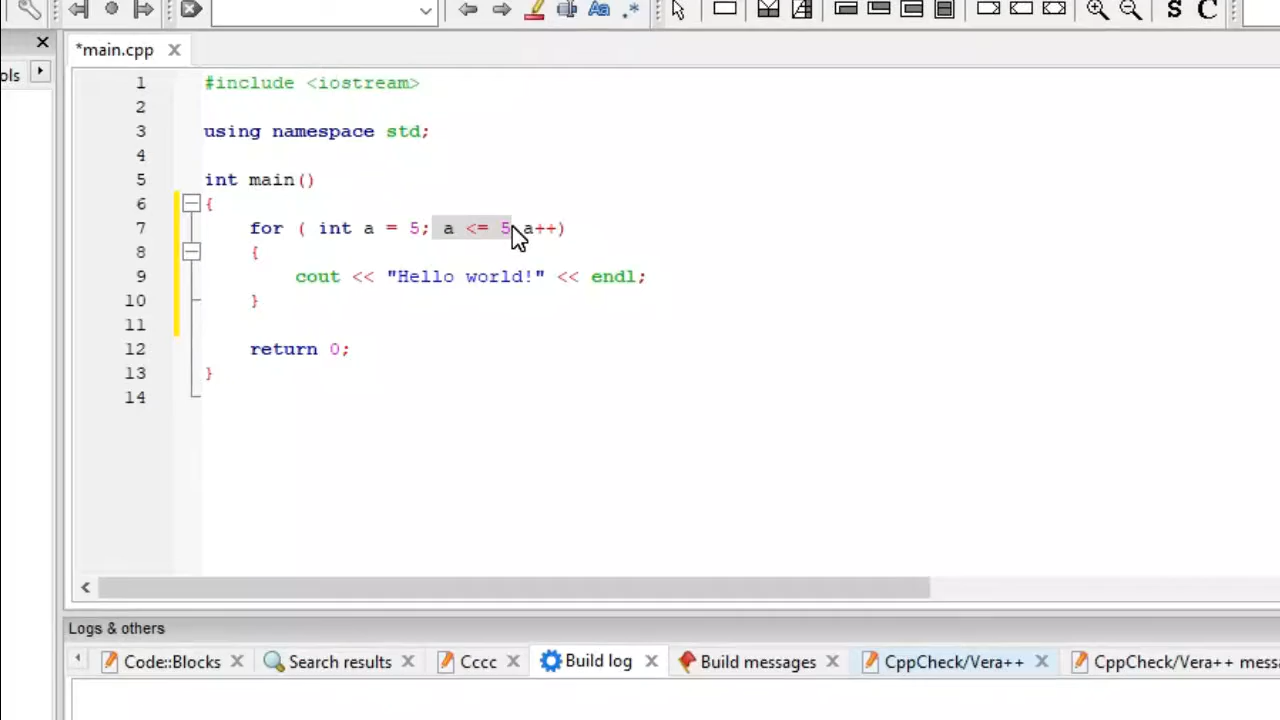 *main.cpp
ols
1 #include <iostream>
2
3 using namespace std;
4
5 int main()
6 {
7 for ( int a = 5; a <= 5 a++)
8 {
9 cout << "Hello world!" << endl;
10 }
11
12 return 0;
13 }
14
Logs & others
Code::Blocks Search results Cccc Build log Build messages CppCheck/Vera++ CppCheck/Vera++ messa